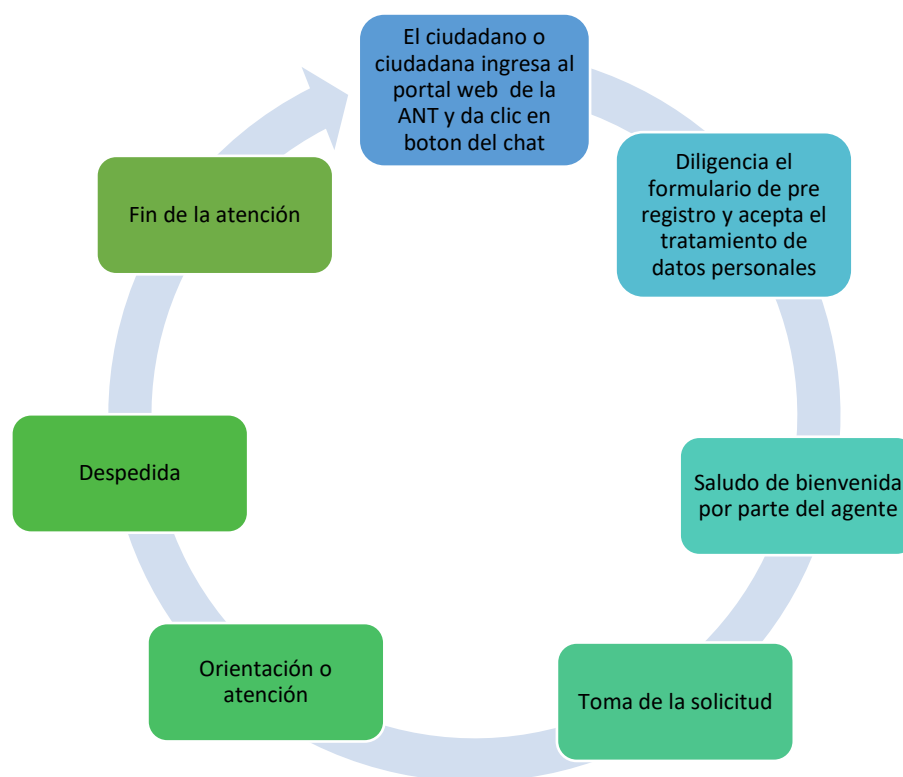 El ciudadano o
ciudadana ingresa al
portal web de la
ANT y da clic en
boton del chat
Diligencia el
formulario de pre
registro y acepta el
tratamiento de
datos personales
Saludo de bienvenida
por parte del agente
Toma de la solicitud
Orientación o
atención
Despedida
Fin de la atención